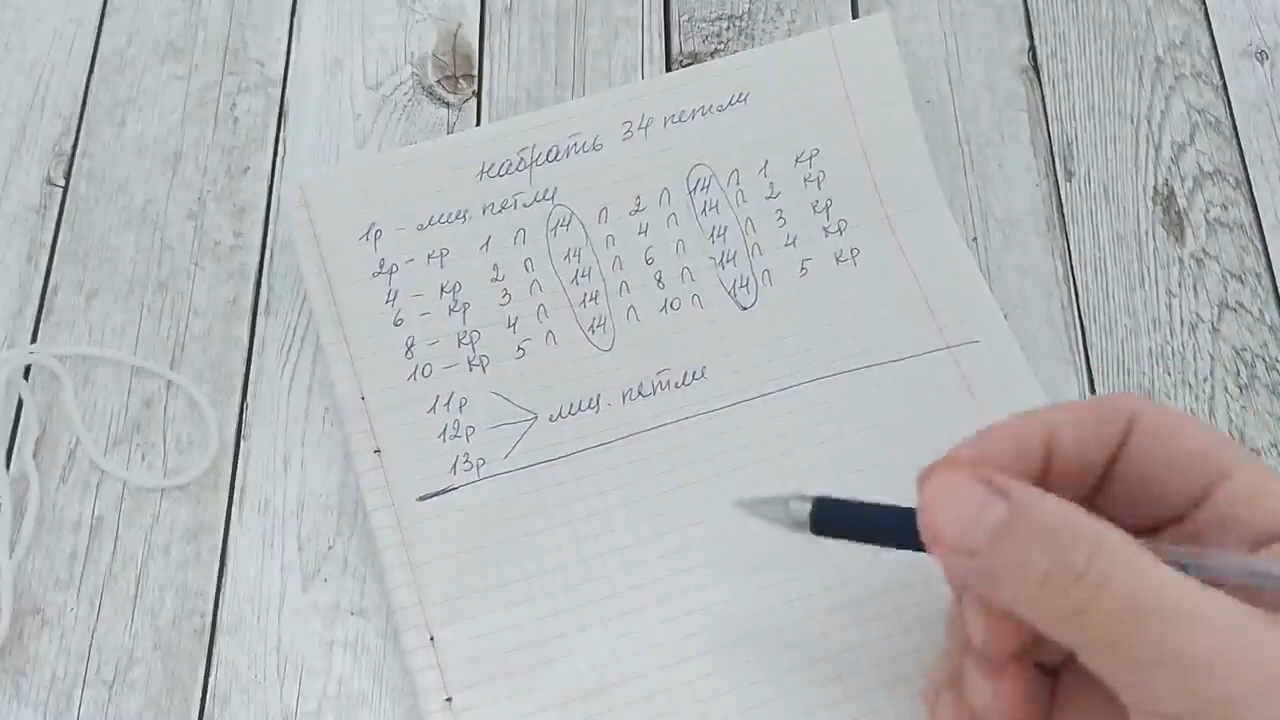 набрать 34 петли
1р - лиц. петли
2р - кр 1 п 14 п 2 п 14 п 1 кр
4 - кр 2 п 14 п 4 п 14 п 2 кр
6 - кр 3 п 14 п 6 п 14 п 3 кр
8 - кр 4 п 14 п 8 п 14 п 4 кр
10 - кр 5 п 14 п 10 п 14 п 5 кр
11р
12р лиц. петли
13р